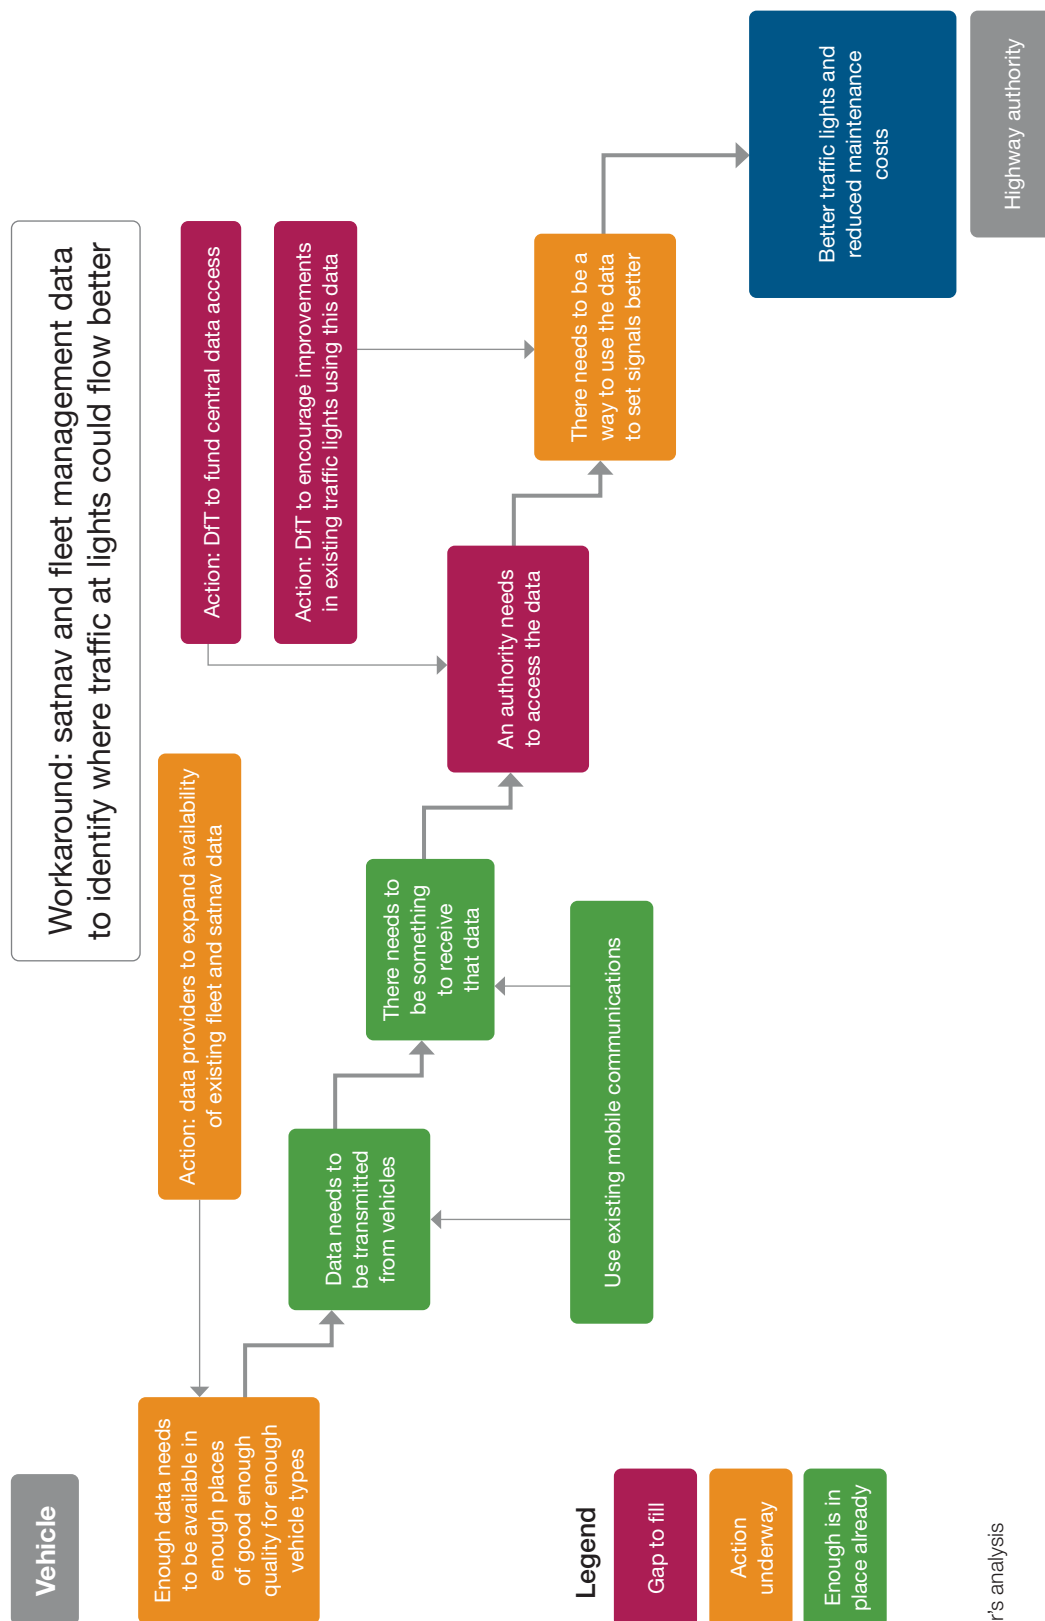 Workaround: satnav and fleet management data
to identify where traffic at lights could flow better
Vehicle
Action: data providers to expand availability
of existing fleet and satnav data
Action: DfT to fund central data access
Action: DfT to encourage improvements
in existing traffic lights using this data
Enough data needs
to be available in
enough places
of good enough
quality for enough
vehicle types
Data needs to
be transmitted
from vehicles
There needs to
be something
to receive
that data
An authority needs
to access the data
There needs to be a
way to use the data
to set signals better
Better traffic lights and
reduced maintenance
costs
Use existing mobile communications
Highway authority
Legend
Gap to fill
Action
underway
Enough is in
place already
r's analysis